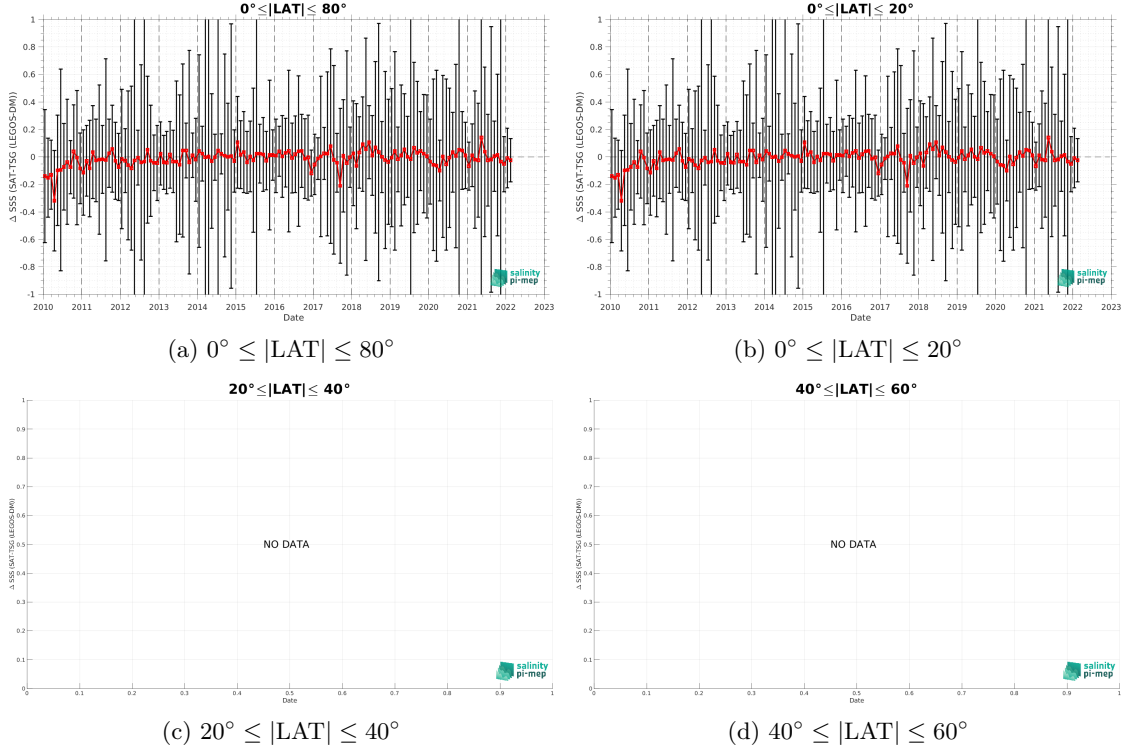 0°≤|LAT|≤ 80°
Δ SSS (SAT-TSG (LEGOS-DM))
1
0.8
0.6
0.4
0.2
0
-0.2
-0.4
-0.6
-0.8
-1
2010 2011 2012 2013 2014 2015 2016 2017 2018 2019 2020 2021 2022 2023
Date
salinity
pi-mep
(a) 0° ≤ |LAT| ≤ 80°
0°≤|LAT|≤ 20°
Δ SSS (SAT-TSG (LEGOS-DM))
1
0.8
0.6
0.4
0.2
0
-0.2
-0.4
-0.6
-0.8
-1
2010 2011 2012 2013 2014 2015 2016 2017 2018 2019 2020 2021 2022 2023
Date
salinity
pi-mep
(b) 0° ≤ |LAT| ≤ 20°
20°≤|LAT|≤ 40°
Δ SSS (SAT-TSG (LEGOS-DM))
1
0.9
0.8
0.7
0.6
0.5
0.4
0.3
0.2
0.1
0
NO DATA
0 0.1 0.2 0.3 0.4 0.5 0.6 0.7 0.8 0.9 1
Date
salinity
pi-mep
(c) 20° ≤ |LAT| ≤ 40°
40°≤|LAT|≤ 60°
Δ SSS (SAT-TSG (LEGOS-DM))
1
0.9
0.8
0.7
0.6
0.5
0.4
0.3
0.2
0.1
0
NO DATA
0 0.1 0.2 0.3 0.4 0.5 0.6 0.7 0.8 0.9 1
Date
salinity
pi-mep
(d) 40° ≤ |LAT| ≤ 60°